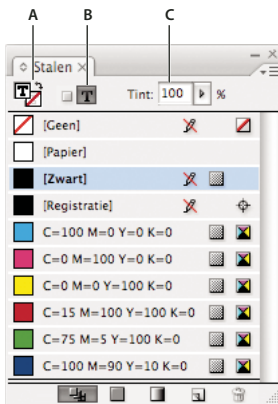 A B C
Stalen
T T Tint: 100 %
[Geen]
[Papier]
[Zwart]
[Registratie]
C=100 M=0 Y=0 K=0
C=0 M=100 Y=0 K=0
C=0 M=0 Y=100 K=0
C=15 M=100 Y=100 K=0
C=75 M=5 Y=100 K=0
C=100 M=90 Y=10 K=0